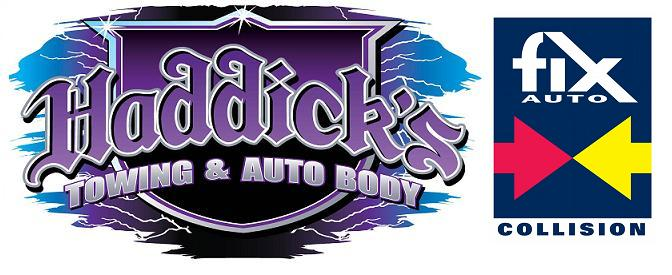 Haddick's
TOWING & AUTO BODY
fix
AUTO
COLLISION